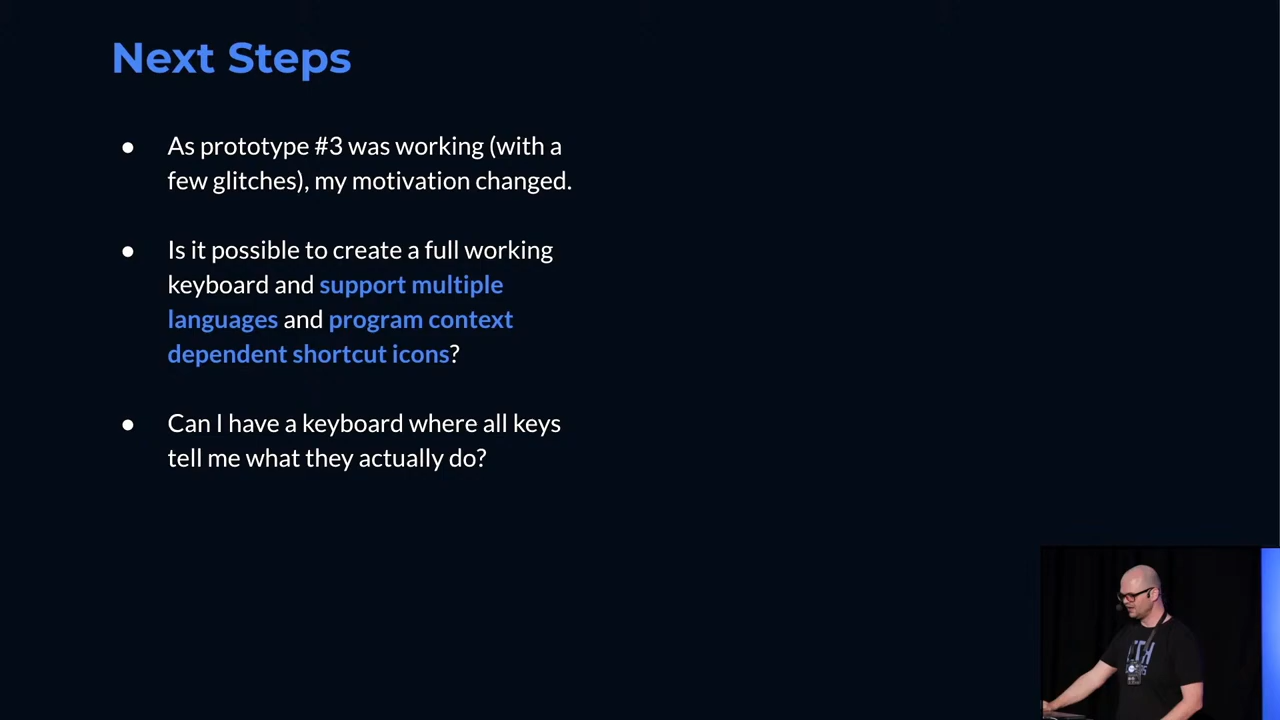 Next Steps
● As prototype #3 was working (with a
few glitches), my motivation changed.
● Is it possible to create a full working
keyboard and support multiple
languages and program context
dependent shortcut icons?
● Can I have a keyboard where all keys
tell me what they actually do?